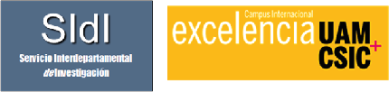 SIdI
Servicio Interdepartamental
de Investigación
Campus Internacional
excelencia UAM
CSIC+